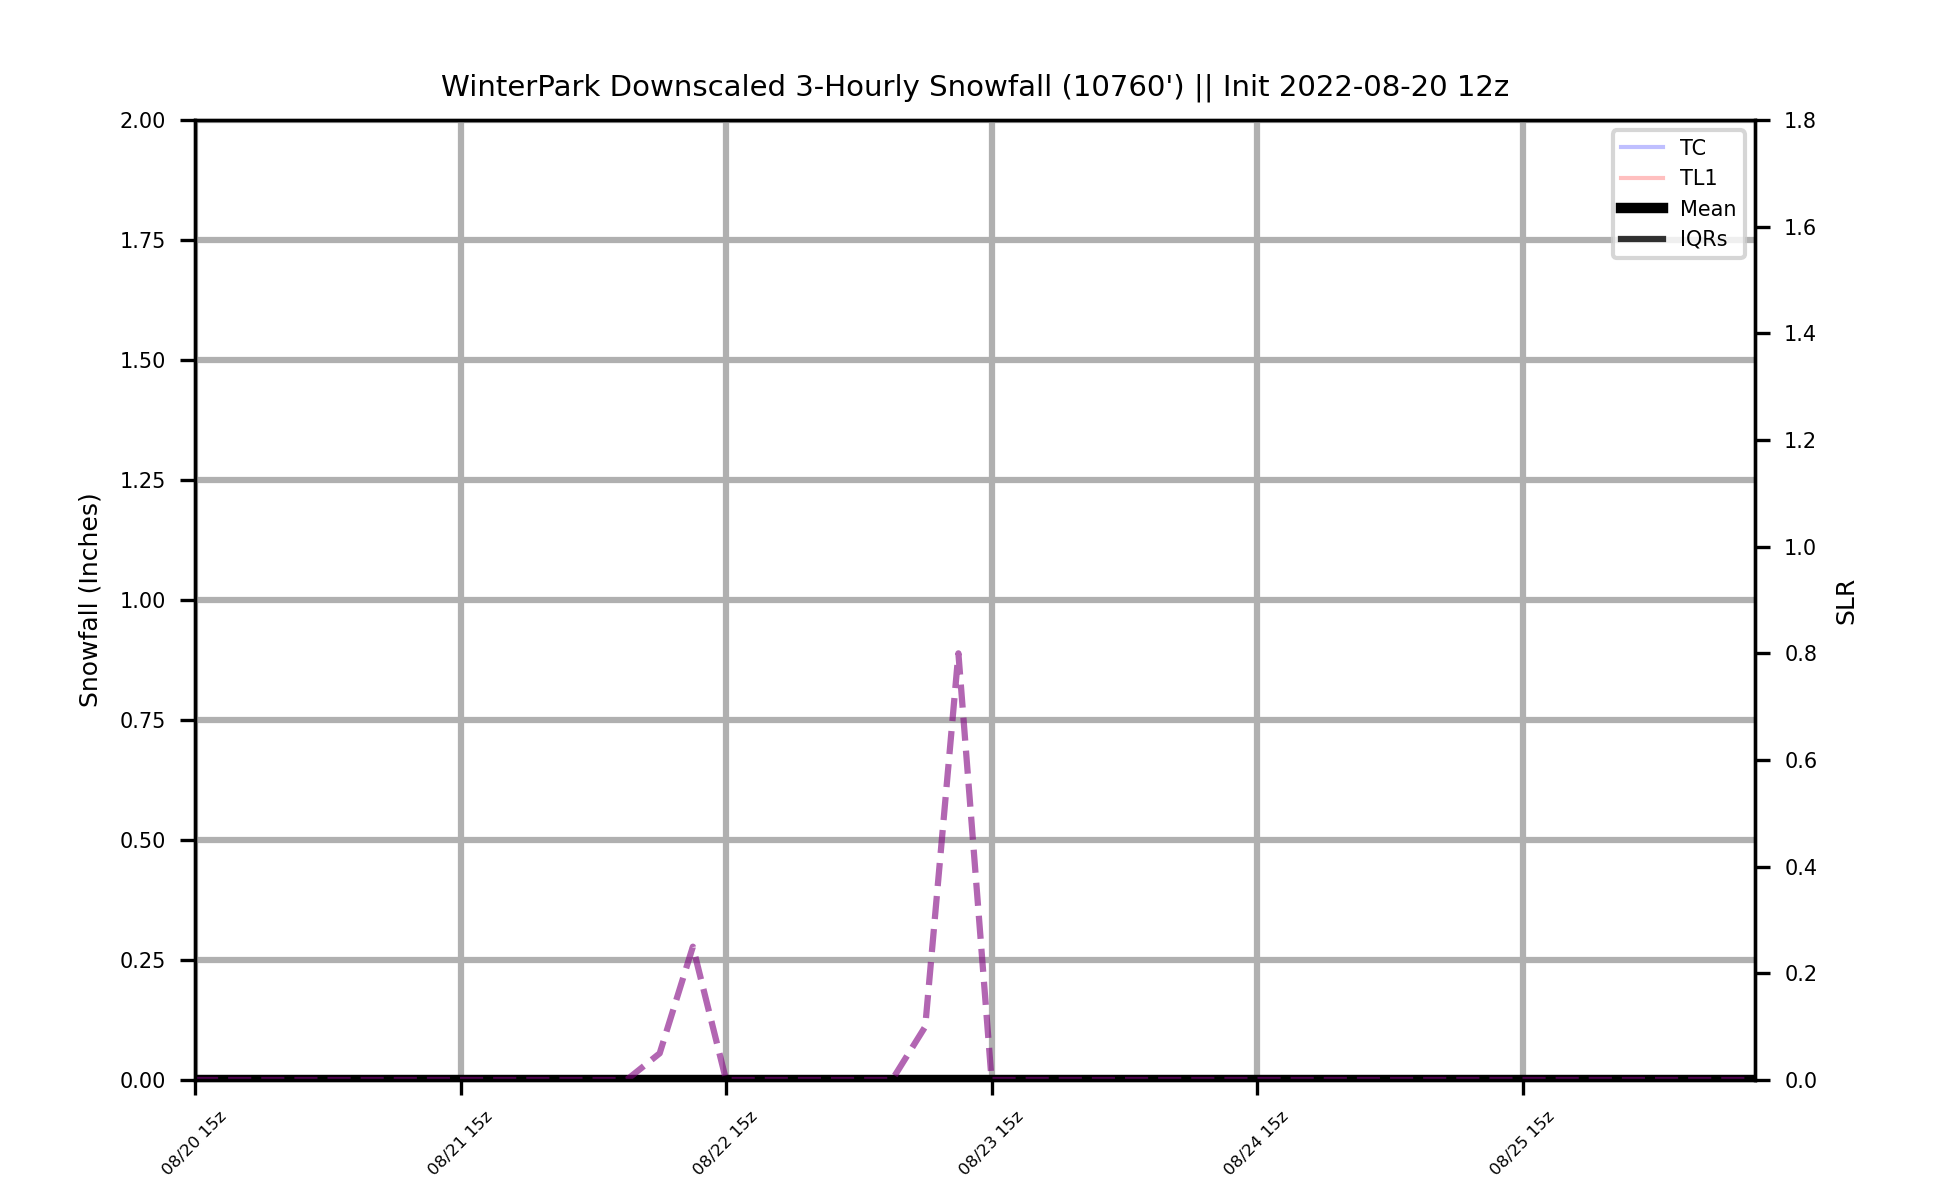 WinterPark Downscaled 3-Hourly Snowfall (10760') || Init 2022-08-20 12z
2.00
1.75
1.50
1.25
1.00
0.75
0.50
0.25
0.00
Snowfall (Inches)
TC
TL1
Mean
IQRs
1.8
1.6
1.4
1.2
1.0
0.8
0.6
0.4
0.2
0.0
SLR
08/20 15z
08/21 15z
08/22 15z
08/23 15z
08/24 15z
08/25 15z